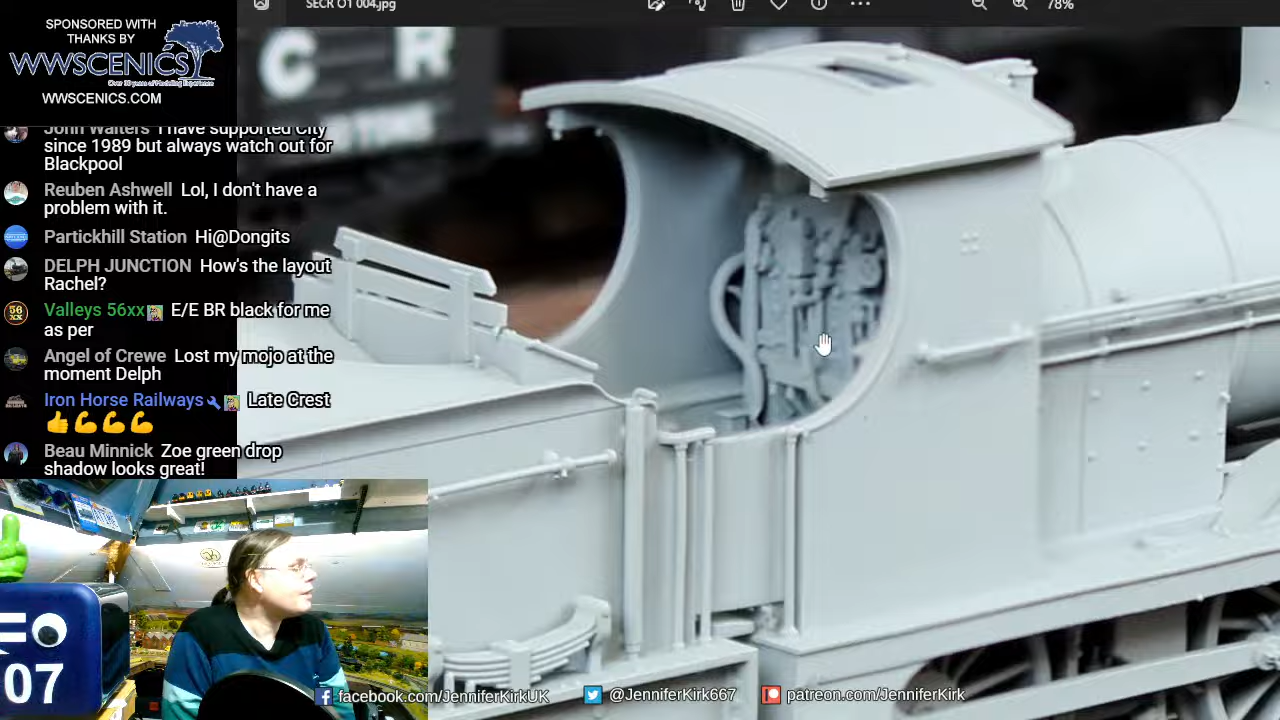 SECR O1 004.jpg
78%
SPONSORED WITH
THANKS BY
WWSCENICS
WWSCENICS.COM
C R
John Walters I have supported City
since 1989 but always watch out for
Blackpool
Reuben Ashwell Lol, I don't have a
problem with it.
Partickhill Station Hi@Dongits
DELPH JUNCTION How's the layout
Rachel?
Valleys 56xx E/E BR black for me
as per
Angel of Crewe Lost my mojo at the
moment Delph
Iron Horse Railways Late Crest
👍💪💪💪💪
Beau Minnick Zoe green drop
shadow looks great!
07
facebook.com/JenniferKirkUK
@JenniferKirk667
patreon.com/JenniferKirk